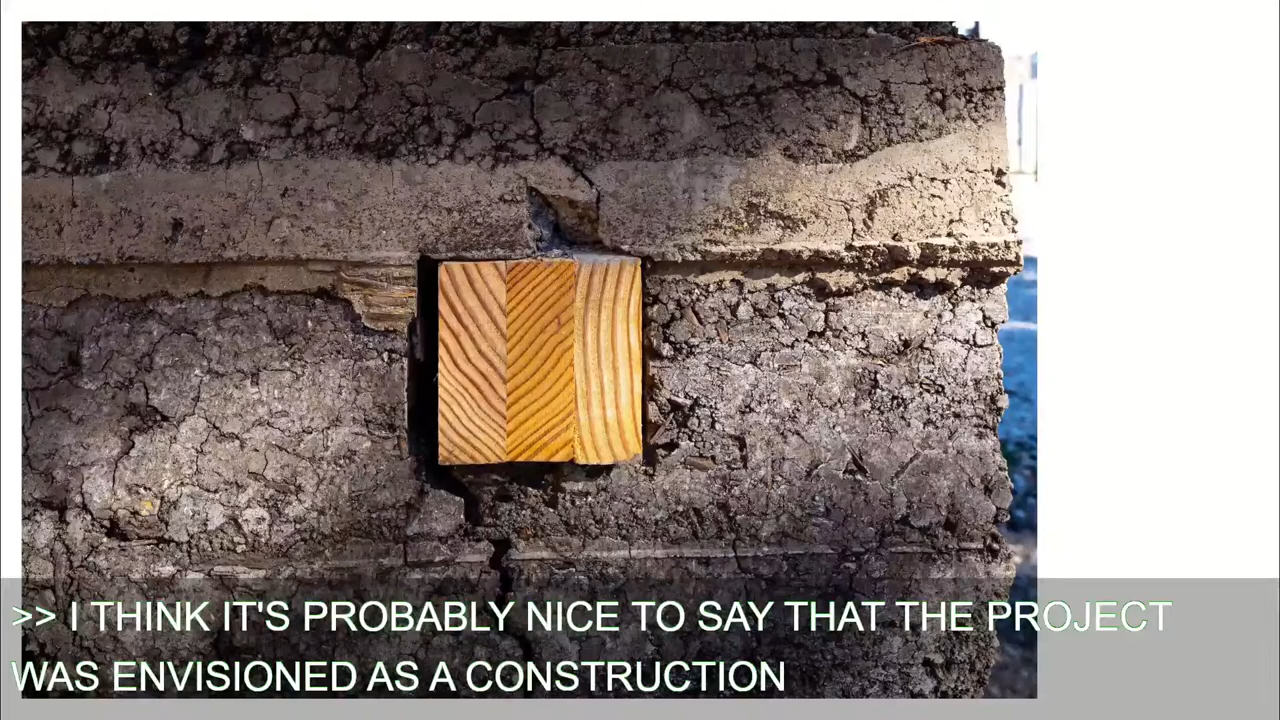 >> I THINK IT'S PROBABLY NICE TO SAY THAT THE PROJECT
WAS ENVISIONED AS A CONSTRUCTION